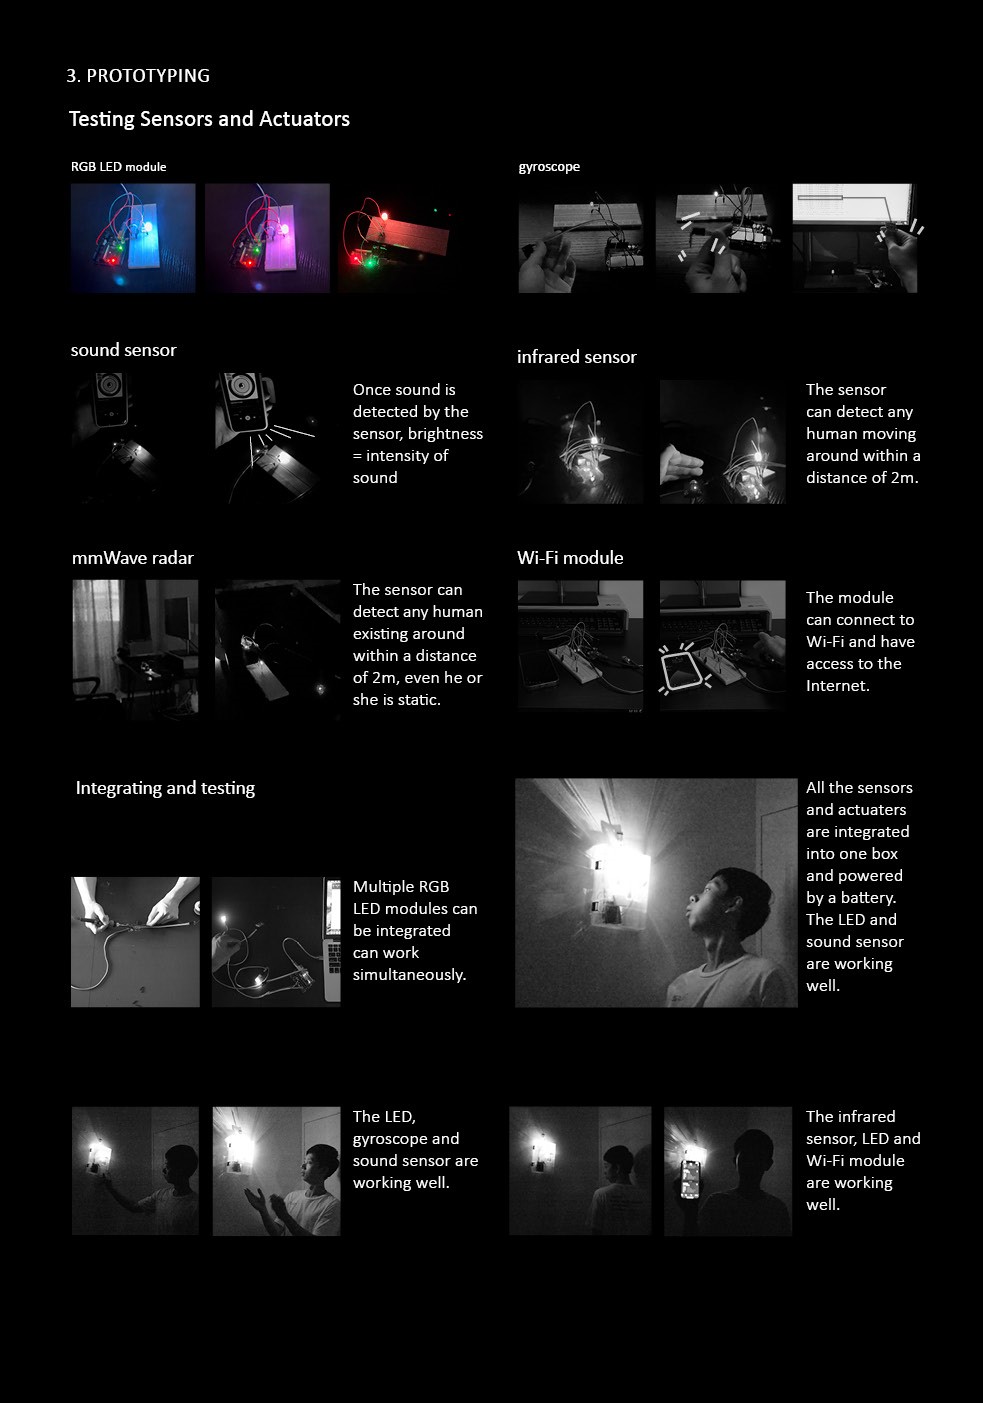 3. PROTOTYPING
Testing Sensors and Actuators
RGB LED module
gyroscope
sound sensor
Once sound is
detected by the
sensor, brightness
= intensity of
sound
infrared sensor
The sensor
can detect any
human moving
around within a
distance of 2m.
mmWave radar
The sensor can
detect any human
existing around
within a distance
of 2m, even he or
she is static.
Wi-Fi module
The module
can connect to
Wi-Fi and have
access to the
Internet.
Integrating and testing
Multiple RGB
LED modules can
be integrated
can work
simultaneously.
All the sensors
and actuaters
are integrated
into one box
and powered
by a battery.
The LED and
sound sensor
are working
well.
The LED,
gyroscope and
sound sensor are
working well.
The infrared
sensor, LED and
Wi-Fi module
are working
well.